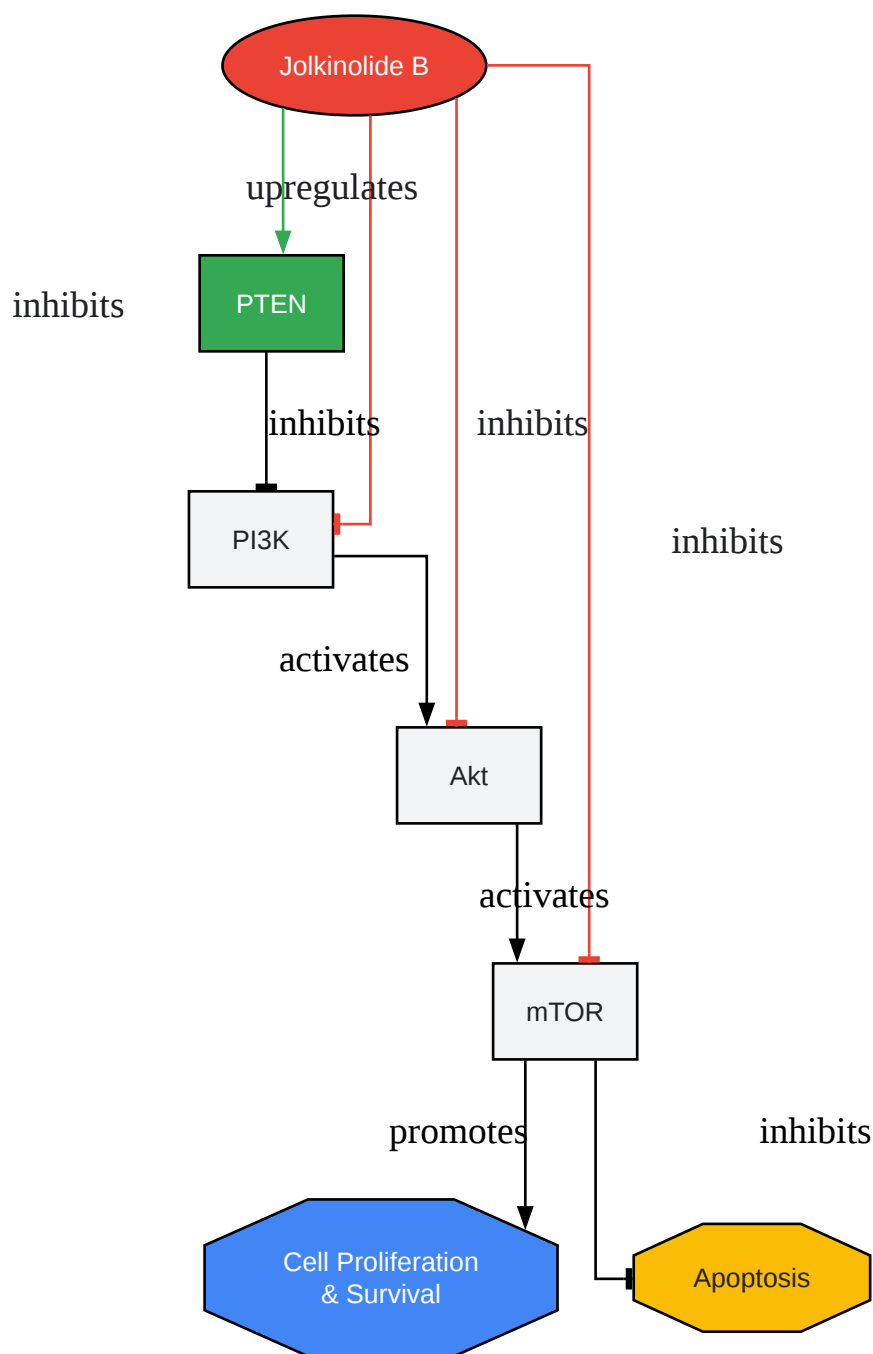 Jolkinolide B
upregulates
PTEN
inhibits
inhibits
inhibits
PI3K
inhibits
activates
Akt
activates
mTOR
promotes
inhibits
Cell Proliferation
& Survival
Apoptosis